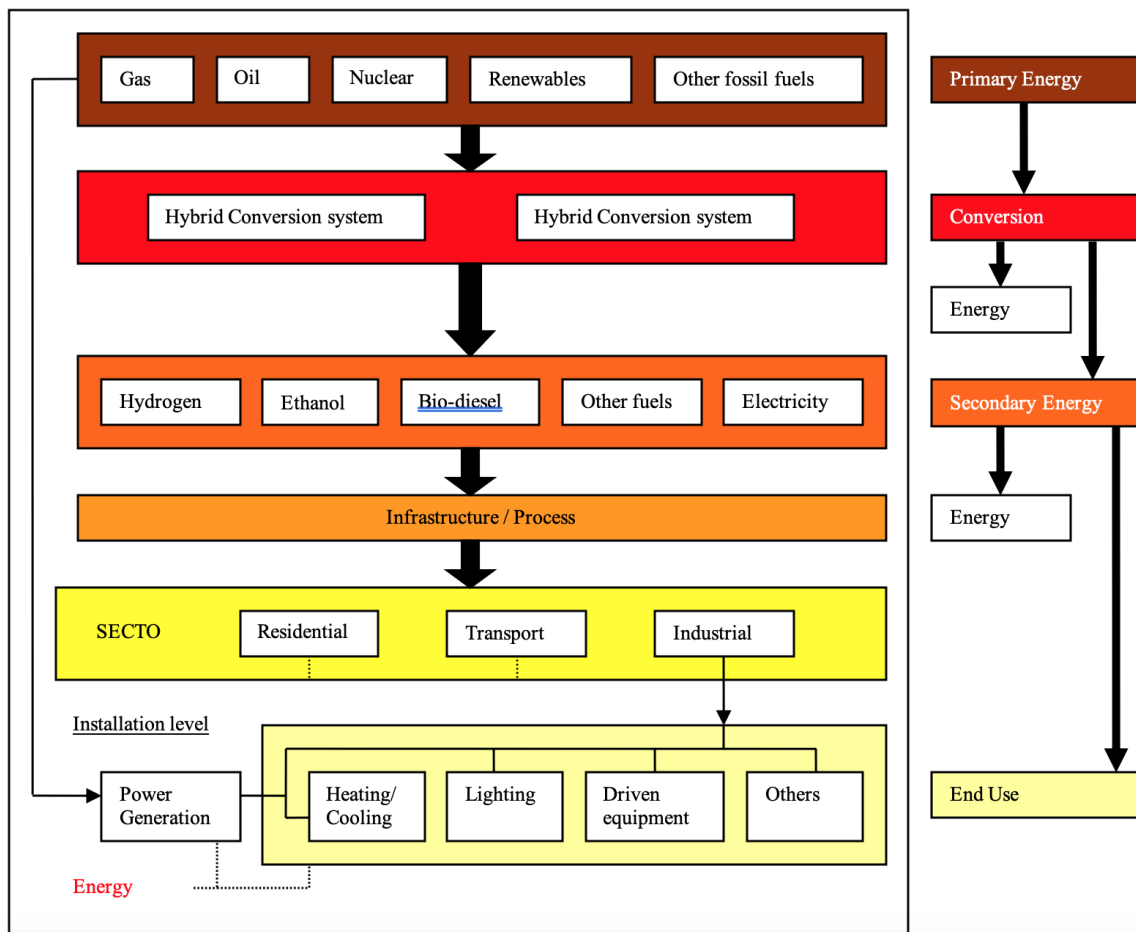 Gas
Oil
Nuclear
Renewables
Other fossil fuels
Primary Energy
Hybrid Conversion system
Hybrid Conversion system
Conversion
Energy
Hydrogen
Ethanol
Bio-diesel
Other fuels
Electricity
Secondary Energy
Infrastructure / Process
Energy
SECTO
Residential
Transport
Industrial
Installation level
Power
Generation
Heating/
Cooling
Lighting
Driven
equipment
Others
End Use
Energy